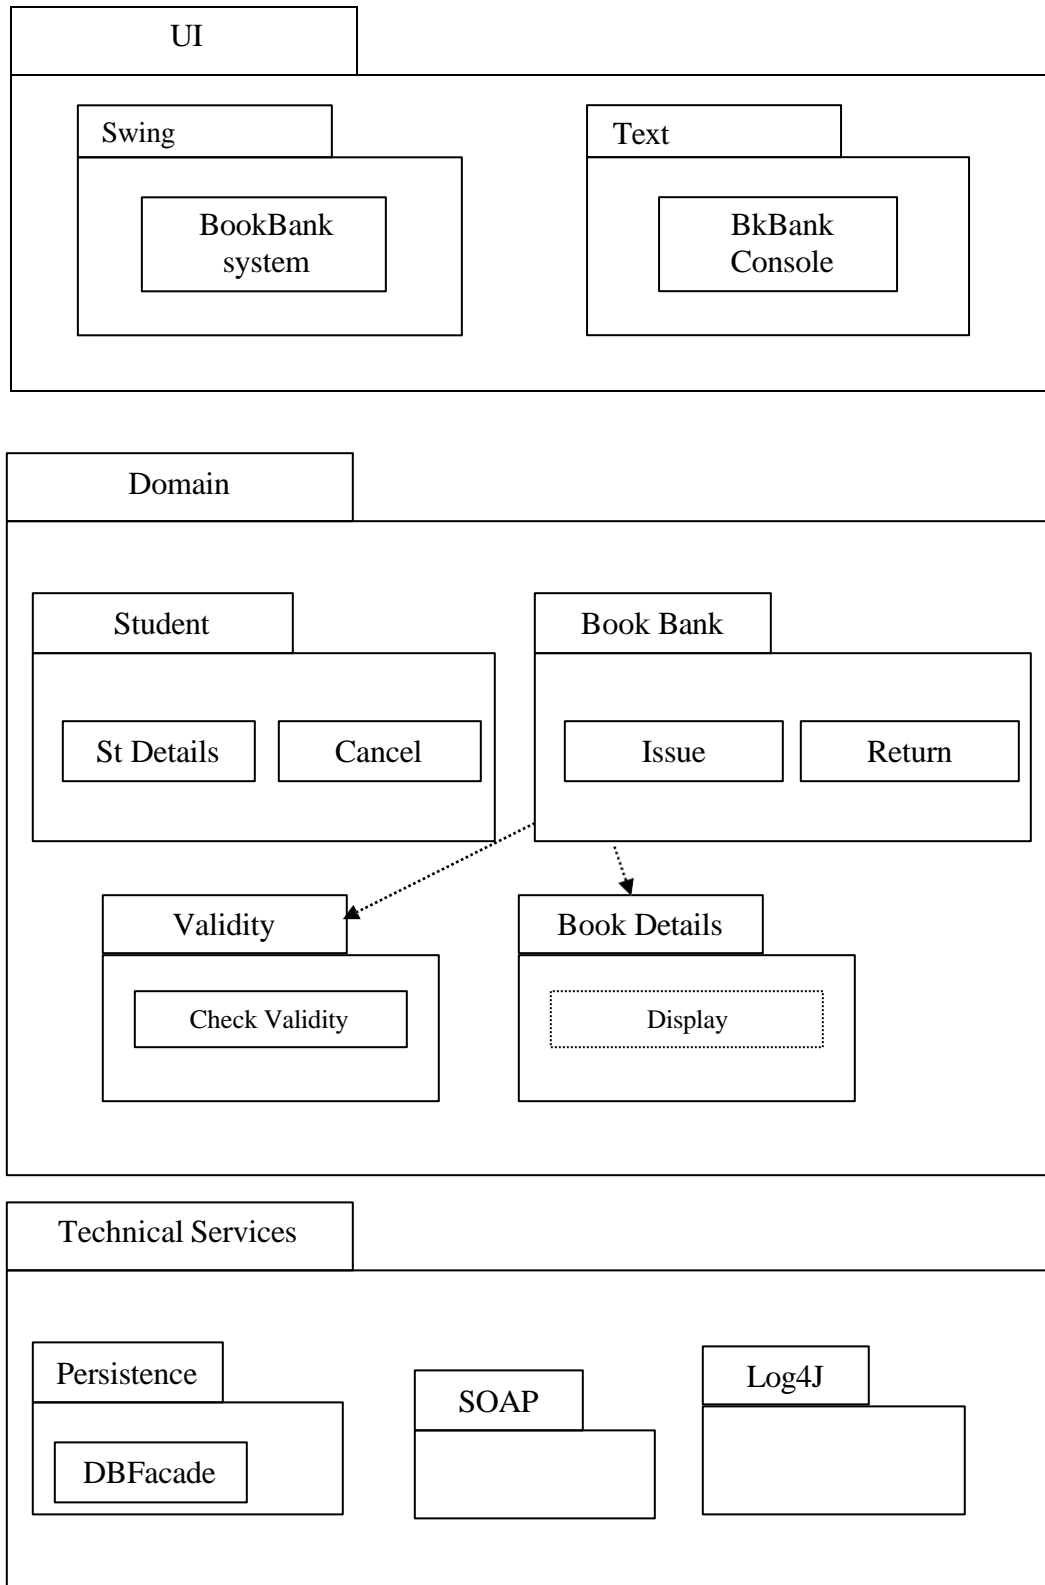 UI
Swing
Text
BookBank
system
BkBank
Console
Domain
Student
Book Bank
St Details
Cancel
Issue
Return
Validity
Book Details
Check Validity
Display
Technical Services
Persistence
SOAP
Log4J
DBFacade